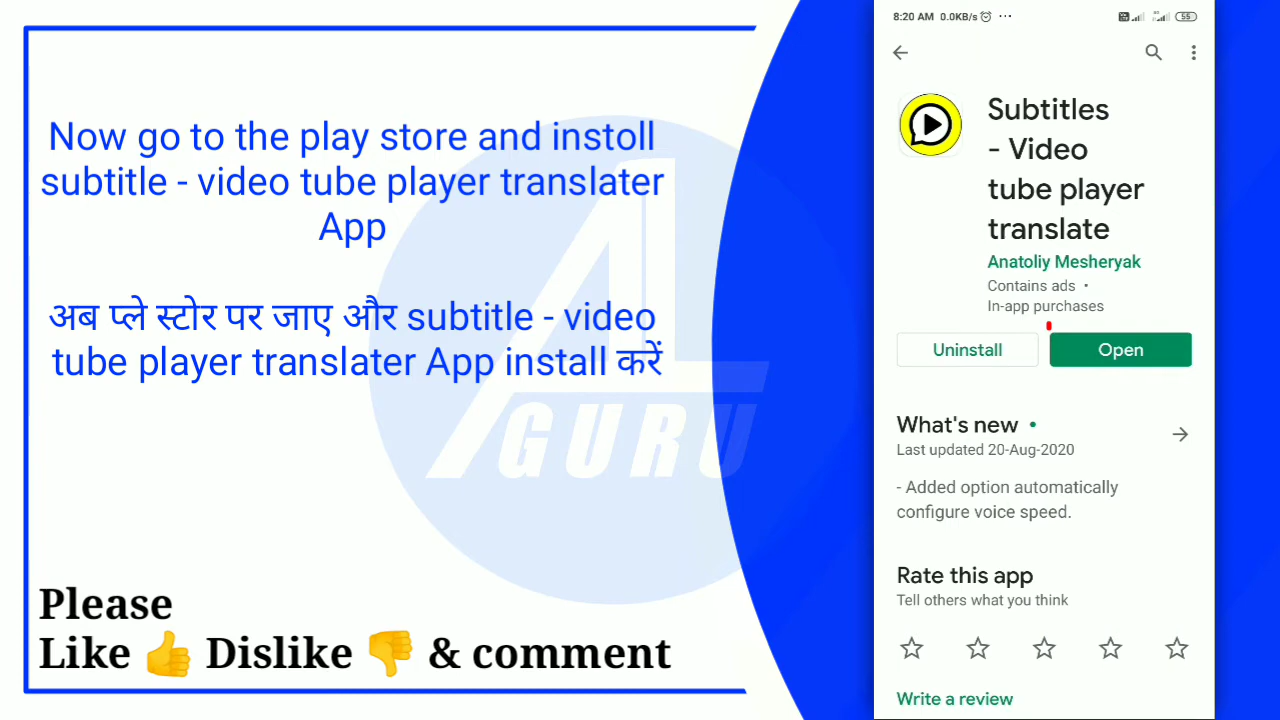 Now go to the play store and instoll
subtitle - video tube player translater
App
अब प्ले स्टोर पर जाए और subtitle - video
tube player translater App install करें
AL
GURU
Please
Like 👍 Dislike 👎 & comment
8:20 AM 0.0KB/s ... 55
Subtitles
- Video
tube player
translate
Anatoliy Mesheryak
Contains ads •
In-app purchases
Uninstall
Open
What's new •
Last updated 20-Aug-2020
- Added option automatically
configure voice speed.
Rate this app
Tell others what you think
Write a review